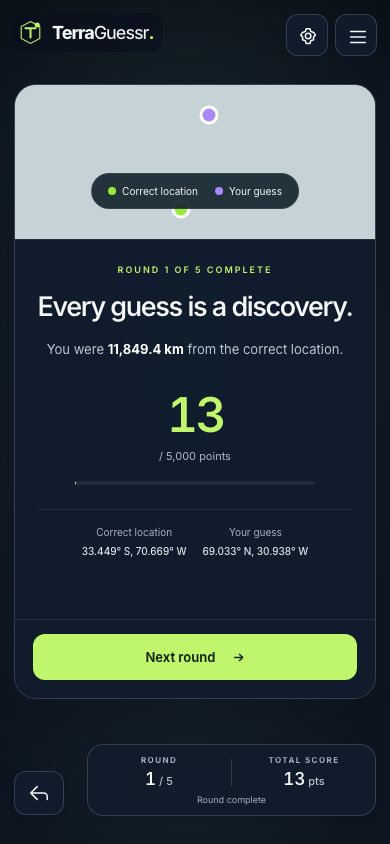 TerraGuessr.
Correct location Your guess
ROUND 1 OF 5 COMPLETE
Every guess is a discovery.
You were 11,849.4 km from the correct location.
13
/ 5,000 points
Correct location Your guess
33.449° S, 70.669° W 69.033° N, 30.938° W
Next round →
ROUND TOTAL SCORE
1 / 5 13 pts
Round complete